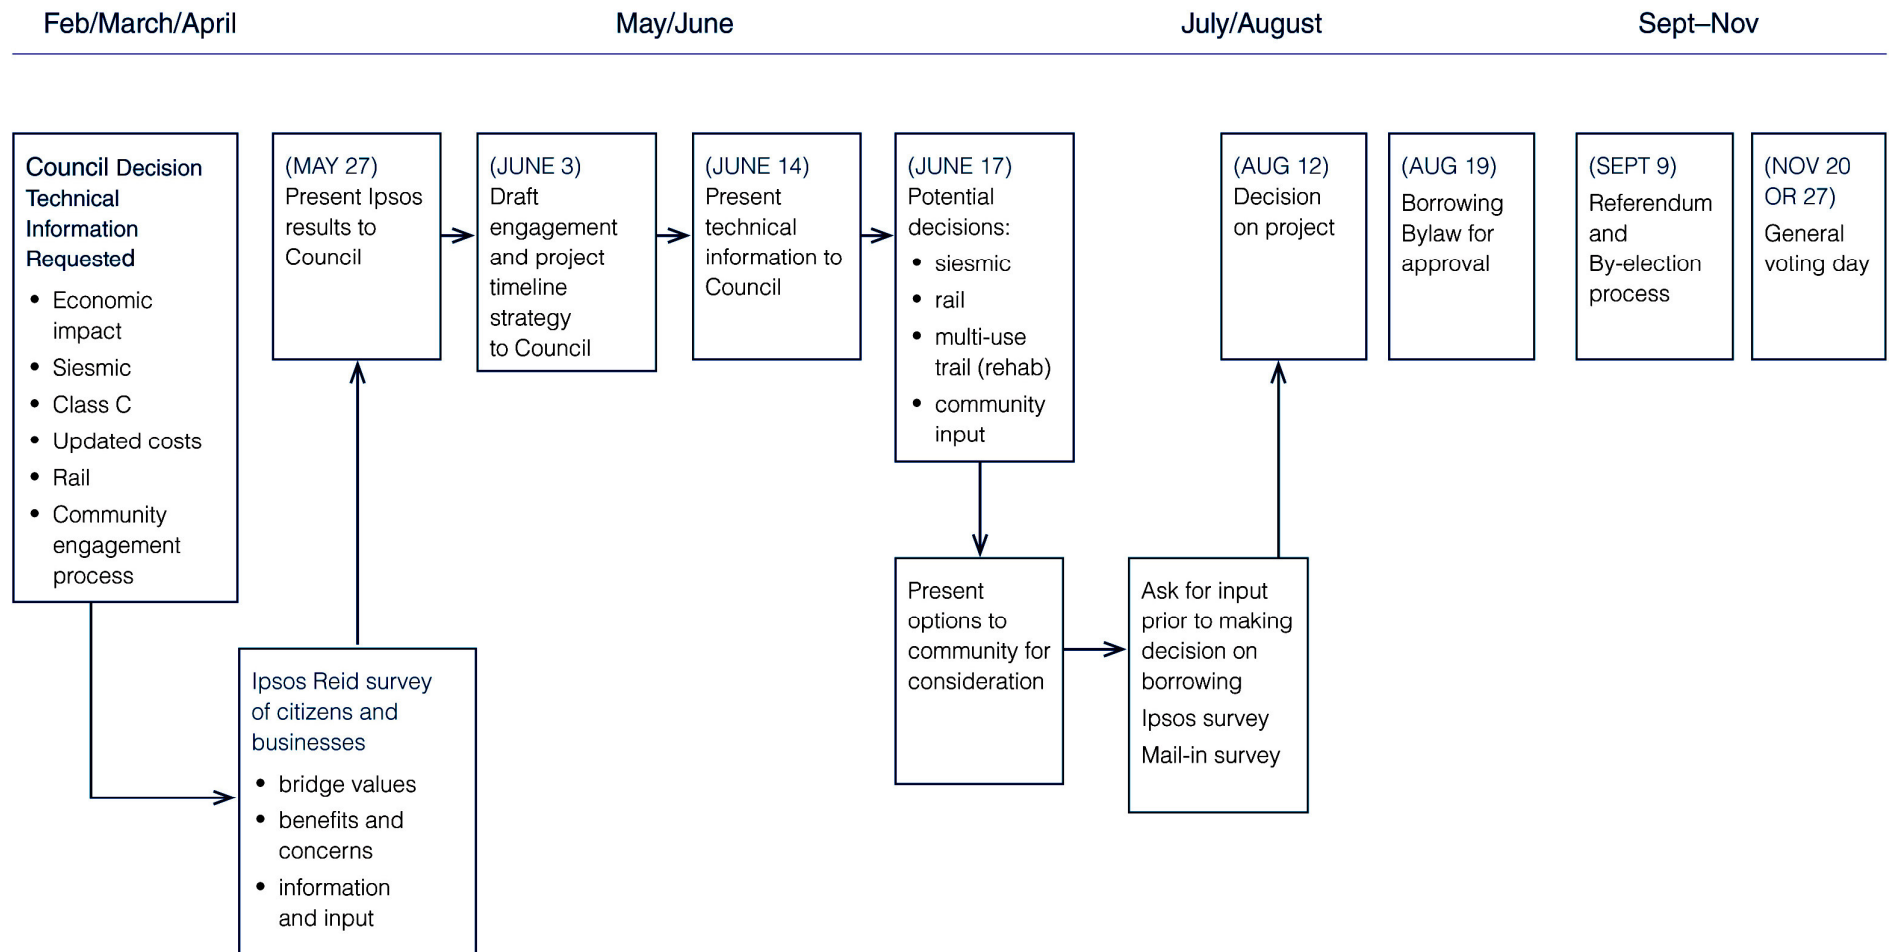 Feb/March/April
May/June
July/August
Sept–Nov
Council Decision
Technical
Information
Requested
• Economic
impact
• Siesmic
• Class C
• Updated costs
• Rail
• Community
engagement
process
Ipsos Reid survey
of citizens and
businesses
• bridge values
• benefits and
concerns
• information
and input
(MAY 27)
Present Ipsos
results to
Council
(JUNE 3)
Draft
engagement
and project
timeline
strategy
to Council
(JUNE 14)
Present
technical
information to
Council
(JUNE 17)
Potential
decisions:
• siesmic
• rail
• multi-use
trail (rehab)
• community
input
Present
options to
community for
consideration
Ask for input
prior to making
decision on
borrowing
Ipsos survey
Mail-in survey
(AUG 12)
Decision
on project
(AUG 19)
Borrowing
Bylaw for
approval
(SEPT 9)
Referendum
and
By-election
process
(NOV 20
OR 27)
General
voting day